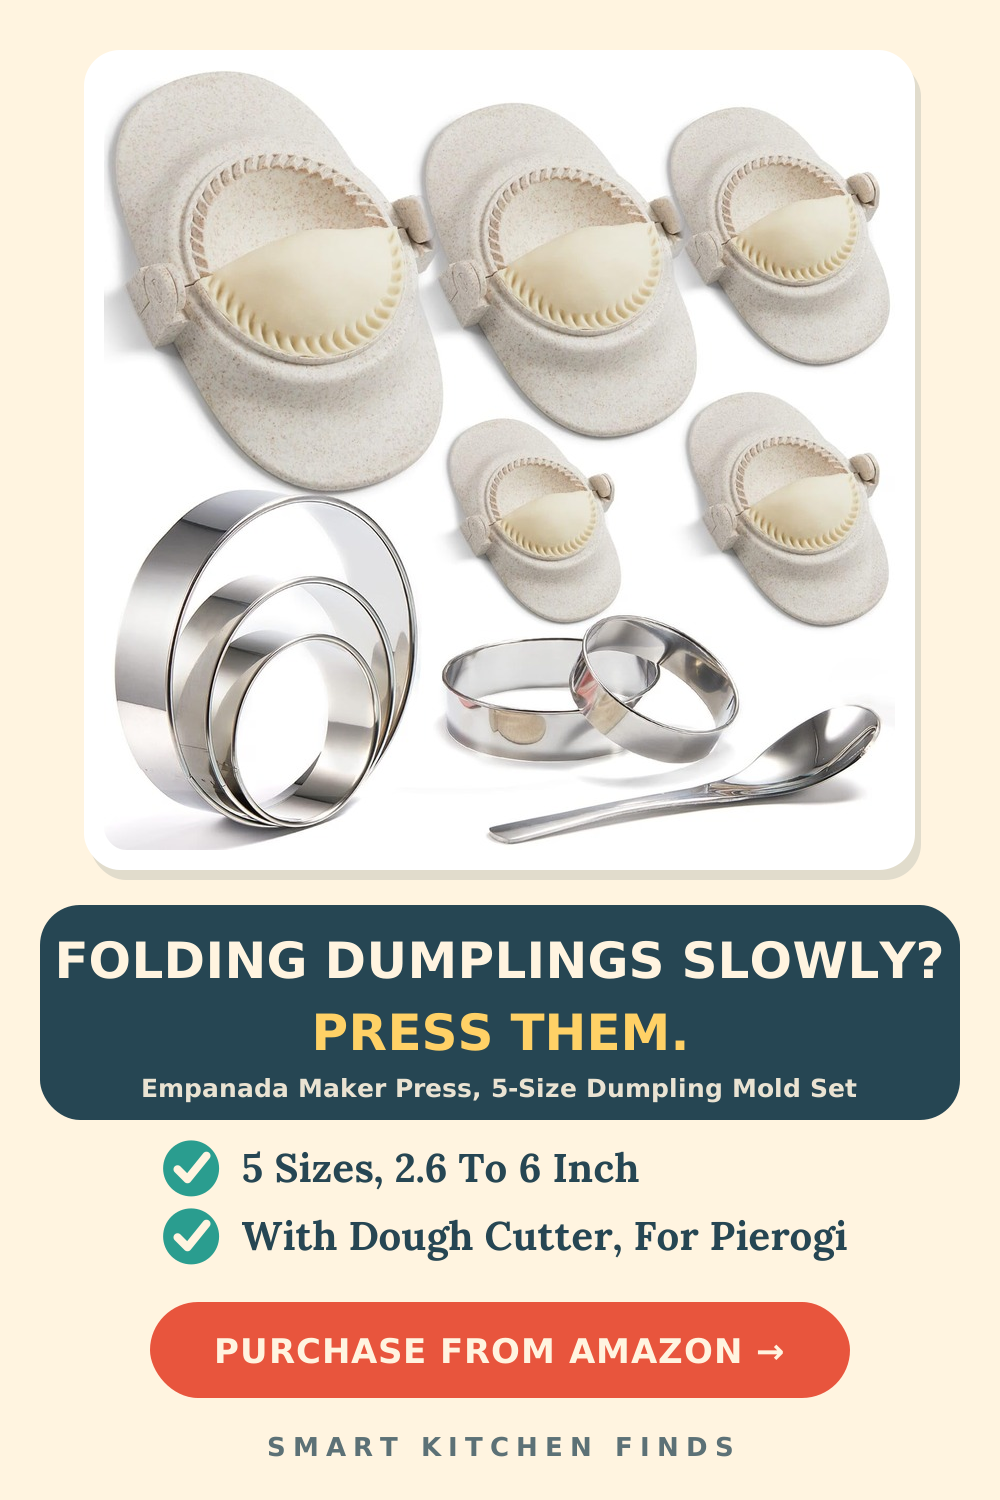 FOLDING DUMPLINGS SLOWLY?
PRESS THEM.
Empanada Maker Press, 5-Size Dumpling Mold Set
5 Sizes, 2.6 To 6 Inch
With Dough Cutter, For Pierogi
PURCHASE FROM AMAZON →
SMART KITCHEN FINDS